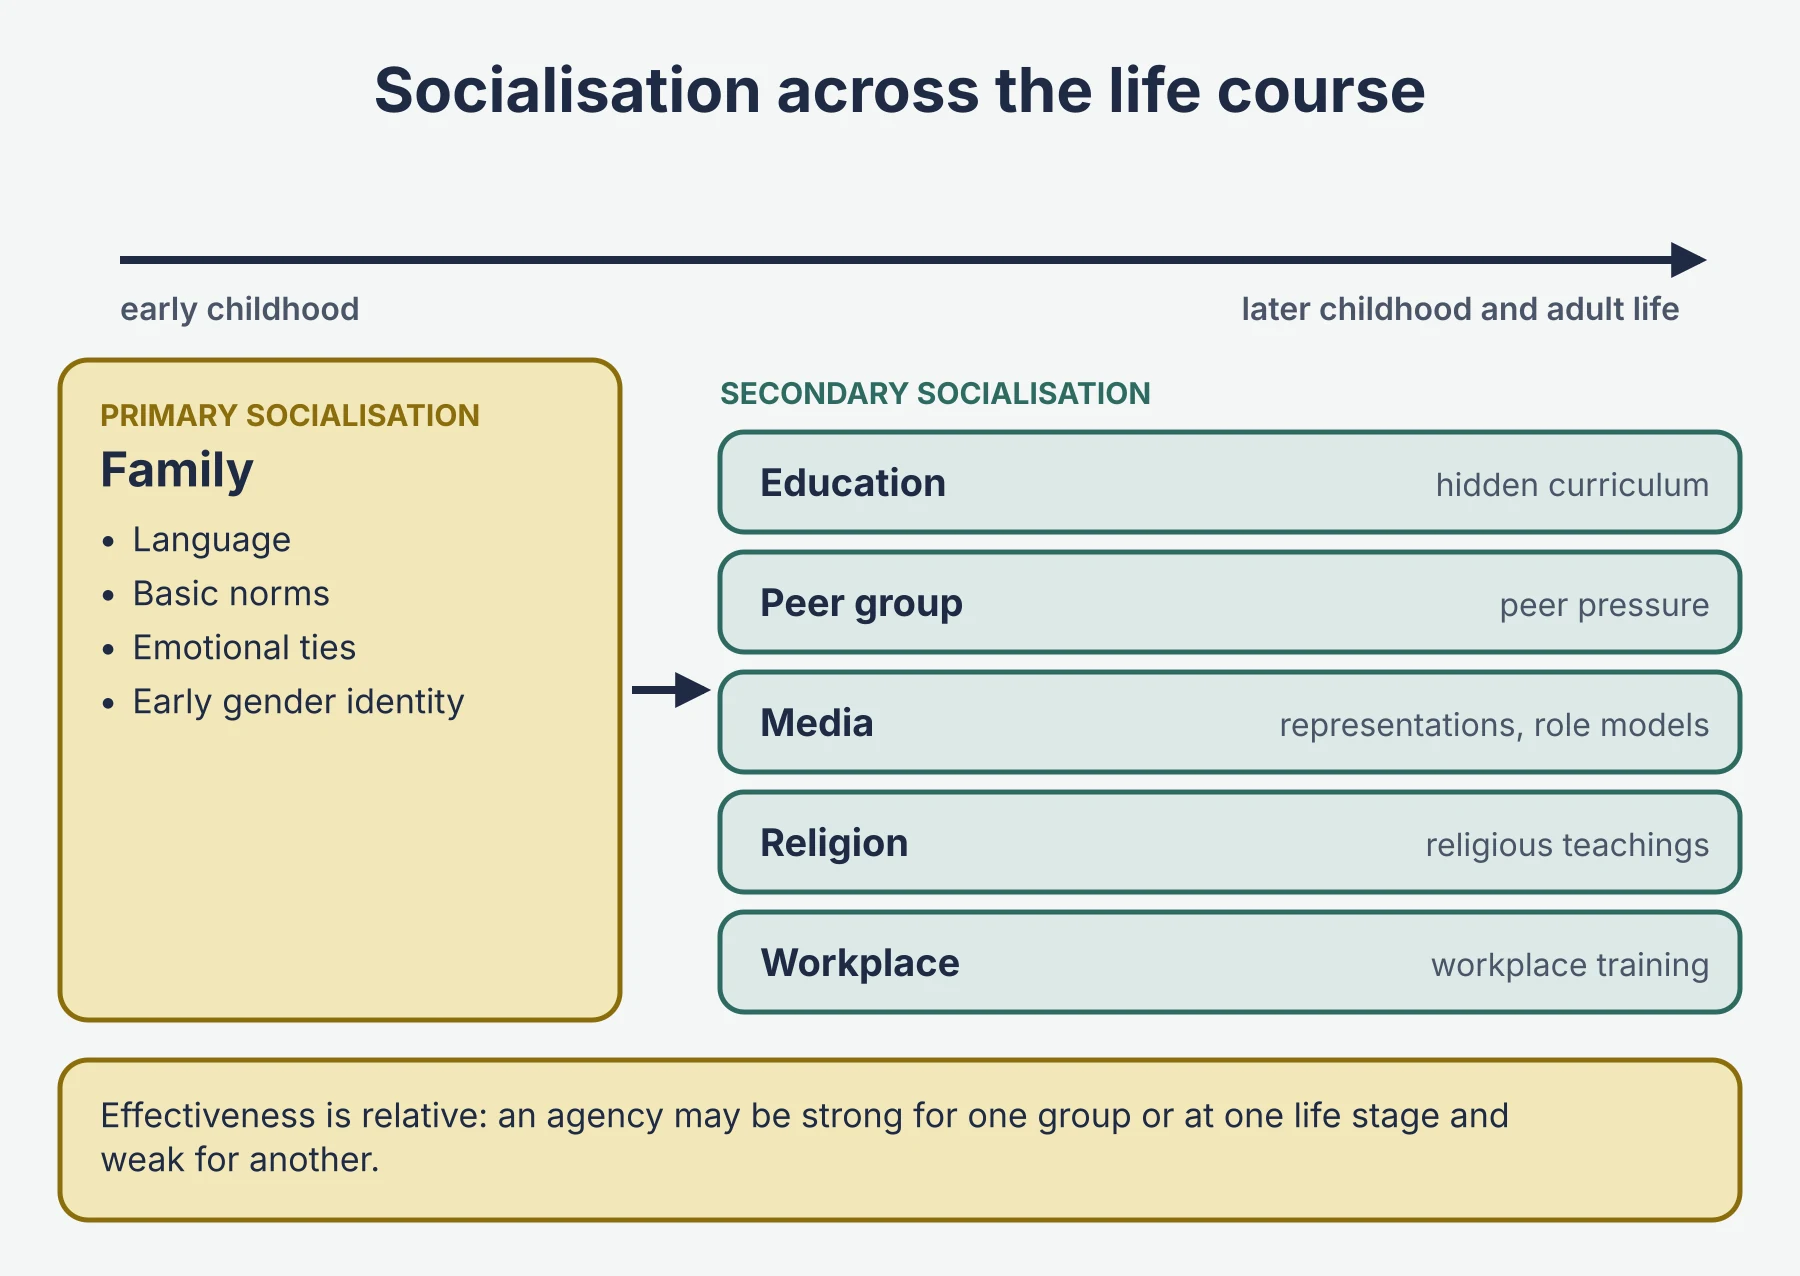 Socialisation across the life course
early childhood
later childhood and adult life
PRIMARY SOCIALISATION
Family
• Language
• Basic norms
• Emotional ties
• Early gender identity
SECONDARY SOCIALISATION
Education
hidden curriculum
Peer group
peer pressure
Media
representations, role models
Religion
religious teachings
Workplace
workplace training
Effectiveness is relative: an agency may be strong for one group or at one life stage and
weak for another.